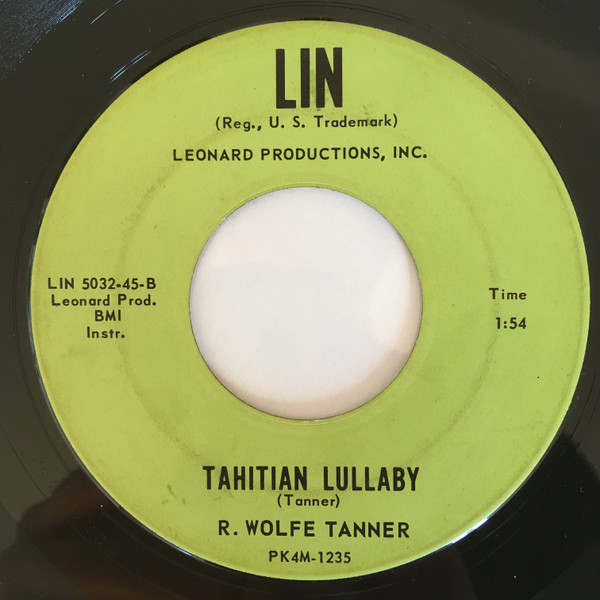 LIN
(Reg., U. S. Trademark)
LEONARD PRODUCTIONS, INC.
LIN 5032-45-B
Leonard Prod.
BMI
Instr.
Time
1:54
TAHITIAN LULLABY
(Tanner)
R. WOLFE TANNER
PK4M-1235